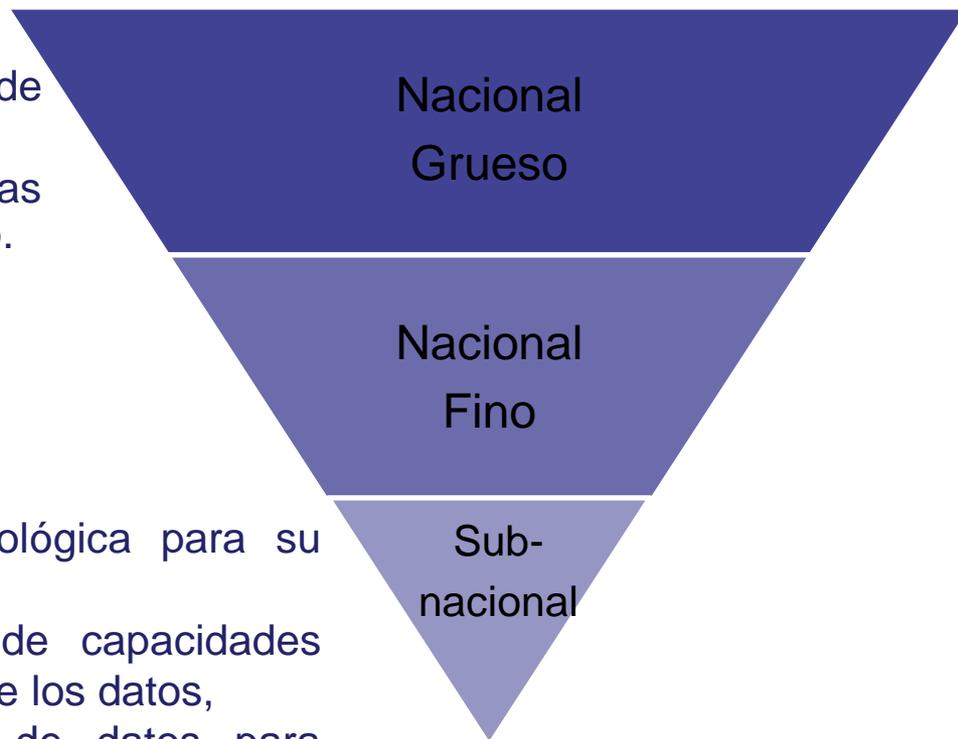 de
as
Nacional
Grueso
Nacional
Fino
Sub-
nacional
ológica para su
de capacidades
e los datos,
de datos para